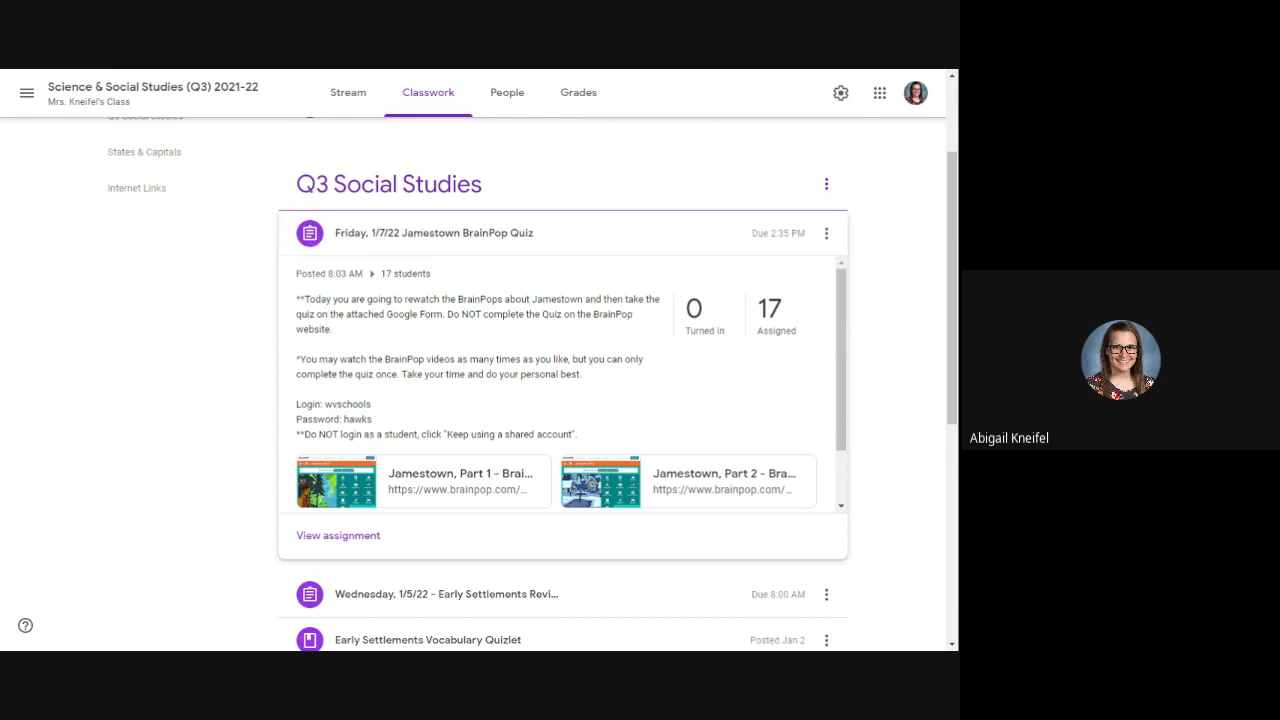 Science & Social Studies (Q3) 2021-22
Mrs. Kneifel's Class
Stream
Classwork
People
Grades
Q3 Social Studies
States & Capitals
Internet Links
Q3 Social Studies
Friday, 1/7/22 Jamestown BrainPop Quiz
Due 2:35 PM
Posted 8:03 AM
17 students
**Today you are going to rewatch the BrainPops about Jamestown and then take the
quiz on the attached Google Form. Do NOT complete the Quiz on the BrainPop
website.
*You may watch the BrainPop videos as many times as you like, but you can only
complete the quiz once. Take your time and do your personal best.
Login: wvschools
Password: hawks
**Do NOT login as a student, click "Keep using a shared account".
0
Turned in
17
Assigned
Jamestown, Part 1 - Brai...
https://www.brainpop.com/...
Jamestown, Part 2 - Bra...
https://www.brainpop.com/...
View assignment
Wednesday, 1/5/22 - Early Settlements Revi...
Due 8:00 AM
Early Settlements Vocabulary Quizlet
Posted Jan 2
Abigail Kneifel